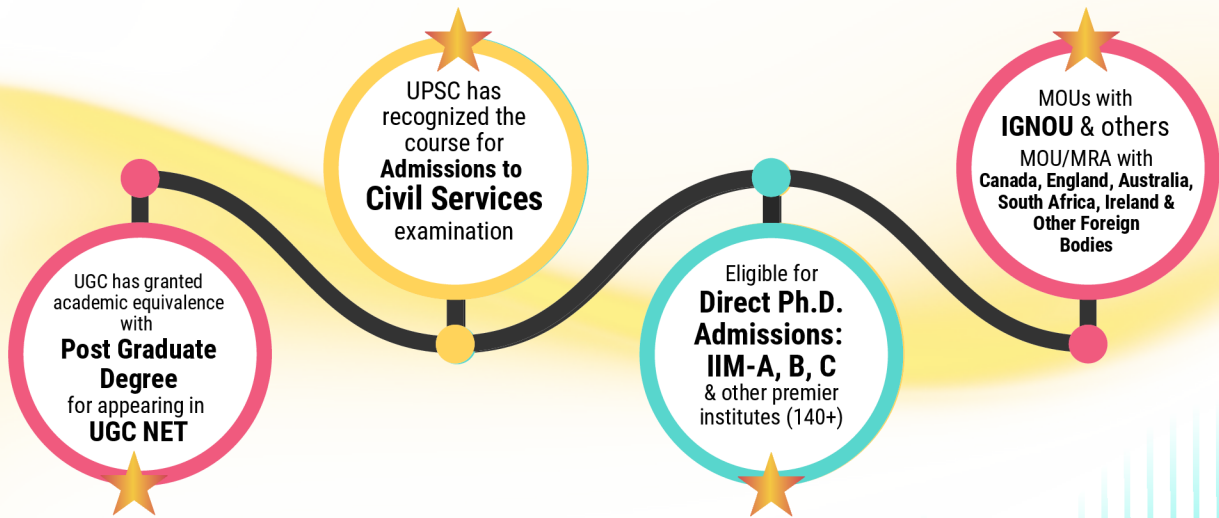 UGC has granted
academic equivalence
with
Post Graduate
Degree
for appearing in
UGC NET
UPSC has
recognized the
course for
Admissions to
Civil Services
examination
Eligible for
Direct Ph.D.
Admissions:
IIM-A, B, C
& other premier
institutes (140+)
MOUs with
IGNOU & others
MOU/MRA with
Canada, England, Australia,
South Africa, Ireland &
Other Foreign
Bodies